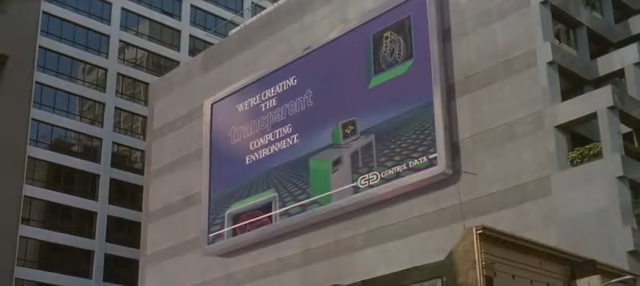 WE'RE CREATING
THE
transparent
COMPUTING
ENVIRONMENT.
CONTROL DATA